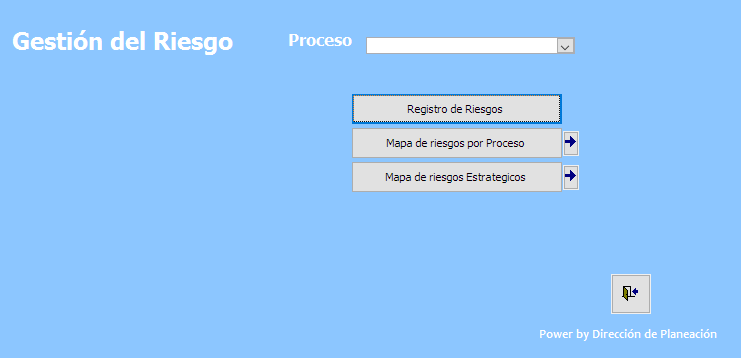 Gestión del Riesgo
Proceso
Registro de Riesgos
Mapa de riesgos por Proceso
Mapa de riesgos Estrategicos
Power by Dirección de Planeación